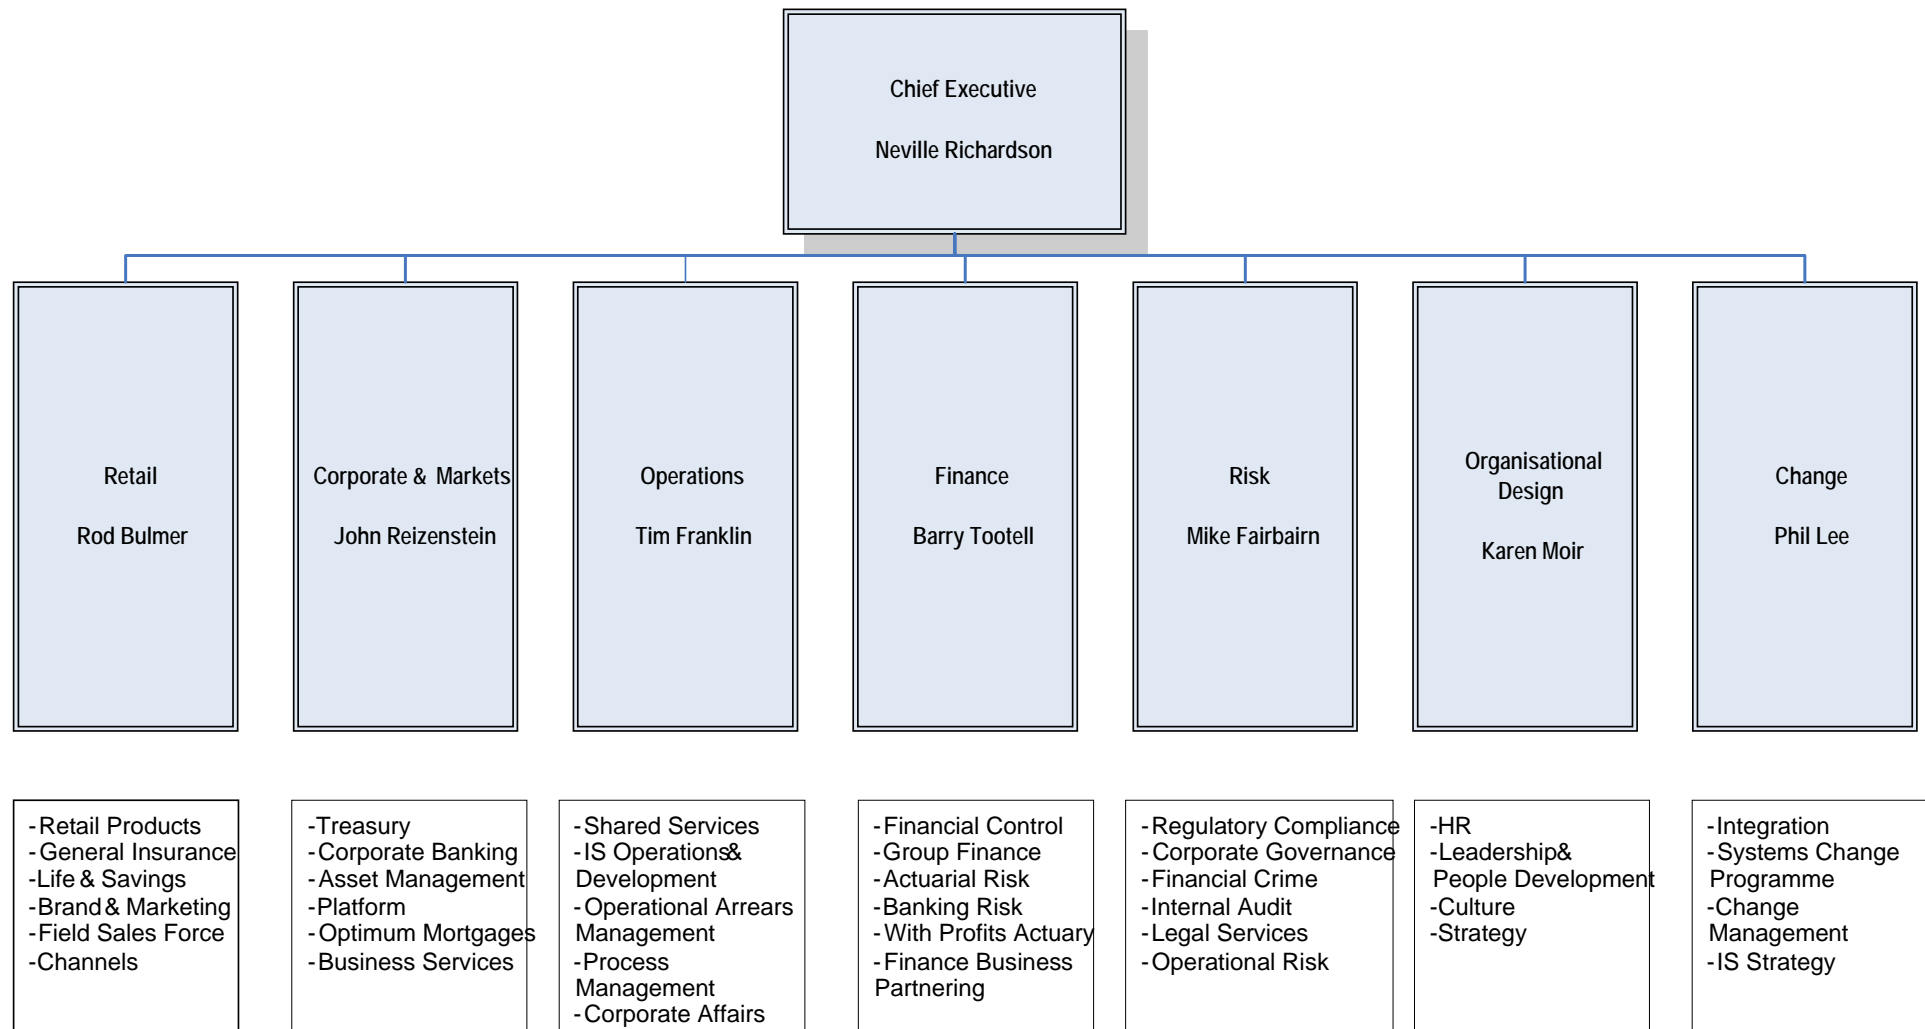 Chief Executive
Neville Richardson
Retail
Rod Bulmer
Corporate & Markets
John Reizenstein
Operations
Tim Franklin
Finance
Barry Tootell
Risk
Mike Fairbairn
Organisational
Design
Karen Moir
Change
Phil Lee
-Retail Products
-General Insurance
-Life & Savings
-Brand & Marketing
-Field Sales Force
-Channels
-Treasury
-Corporate Banking
-Asset Management
-Platform
-Optimum Mortgages
-Business Services
-Shared Services
-IS Operations&
Development
-Operational Arrears
Management
-Process
Management
-Corporate Affairs
-Financial Control
-Group Finance
-Actuarial Risk
-Banking Risk
-With Profits Actuary
-Finance Business
Partnering
-Regulatory Compliance
-Corporate Governance
-Financial Crime
-Internal Audit
-Legal Services
-Operational Risk
-HR
-Leadership&
People Development
-Culture
-Strategy
-Integration
-Systems Change
Programme
-Change
Management
-IS Strategy